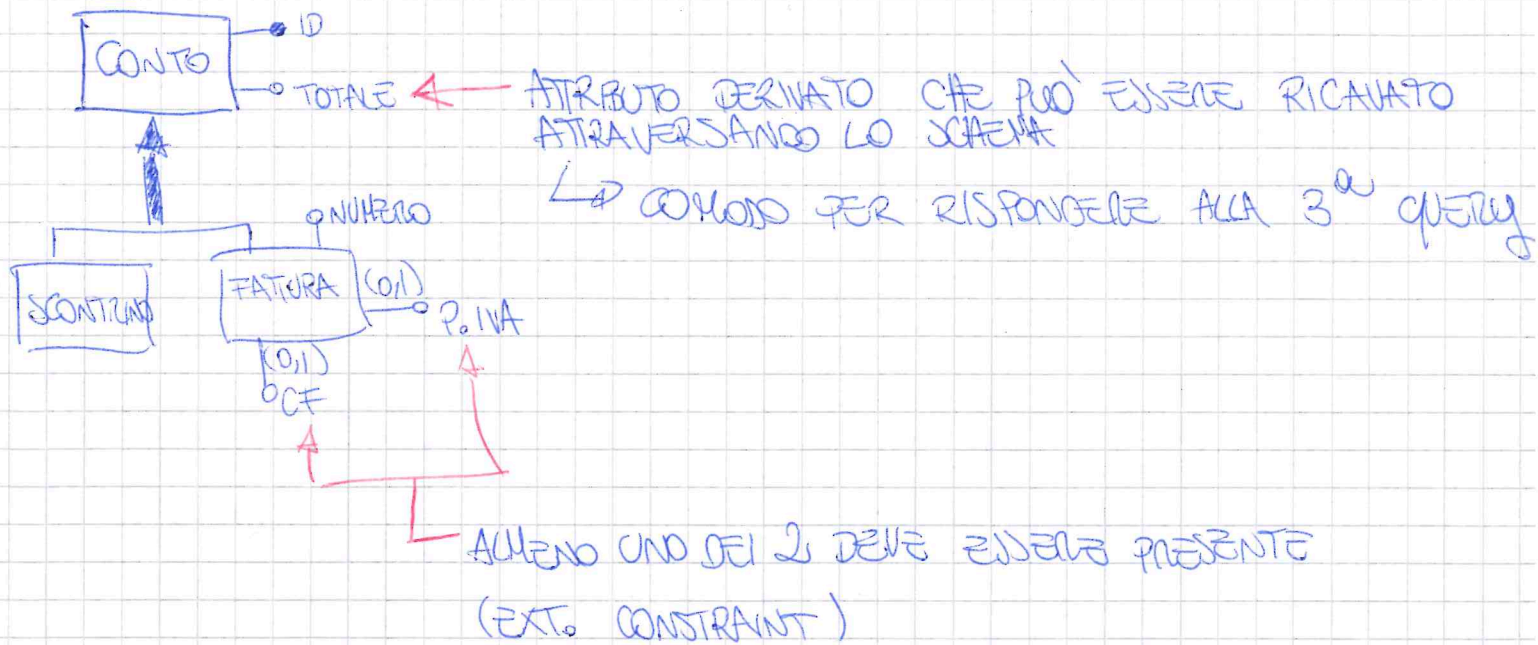 CONTO
ID
TOTALE
ATTRIBUTO DERIVATO CHE PUÒ ESSERE RICAVATO
ATTRAVERSANDO LO SCHEMA
COMODO PER RISPONDERE ALLA 3ª QUERY
NUMERO
SCONTRINO
FATTURA
(0,1)
P. IVA
(0,1)
CF
ALMENO UNO DEI 2 DEVE ESSERE PRESENTE
(EXT. CONSTRAINT)